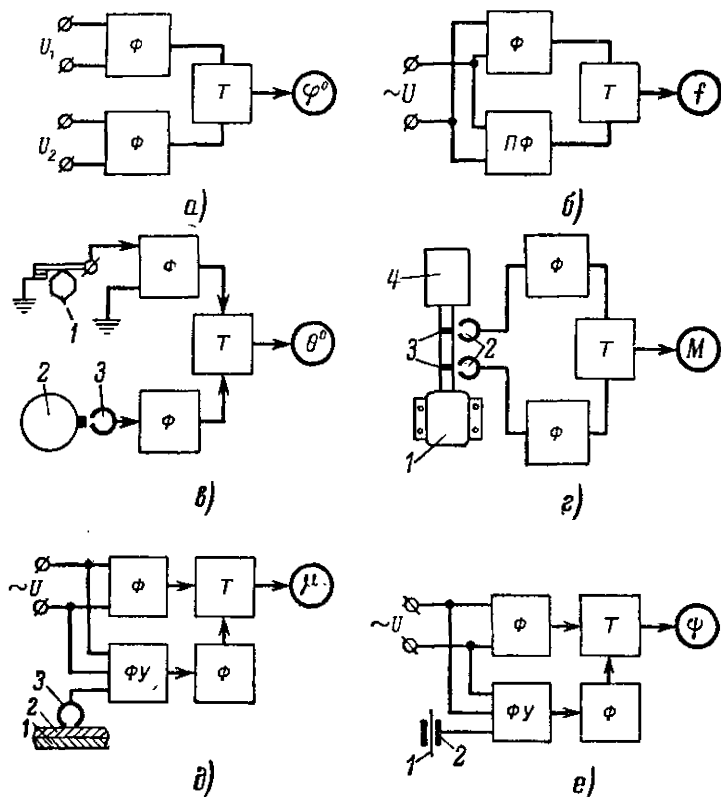 U₁ Ф T φ°
U₂ Ф
а)
~U Ф T f
ПФ
б)
1 Ф T θ°
2 3 Ф
в)
4 3 2 1 Ф T M
Ф
г)
~U Ф T μ
ФУ Ф
3
2
1
д)
~U Ф T ψ
ФУ Ф
1 2
е)